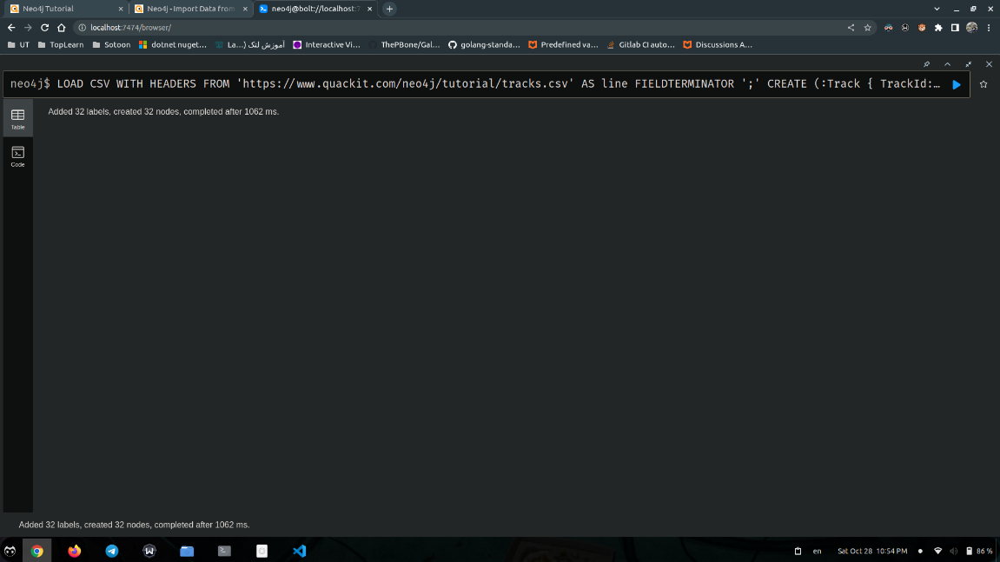 Neo4j Tutorial
Neo4j - Import Data from
neo4j@bolt://localhost:7
localhost:7474/browser/
UT
TopLearn
Sotoon
dotnet nuget…
آموزش لتک (La…
Interactive Vi…
ThePBone/Gal…
golang-standa…
Predefined va…
Gitlab CI auto…
Discussions A…
neo4j$ LOAD CSV WITH HEADERS FROM 'https://www.quackit.com/neo4j/tutorial/tracks.csv' AS line FIELDTERMINATOR ';' CREATE (:Track { TrackId:…
Table
Code
Added 32 labels, created 32 nodes, completed after 1062 ms.
Added 32 labels, created 32 nodes, completed after 1062 ms.
en
Sat Oct 28 10:54 PM
86 %